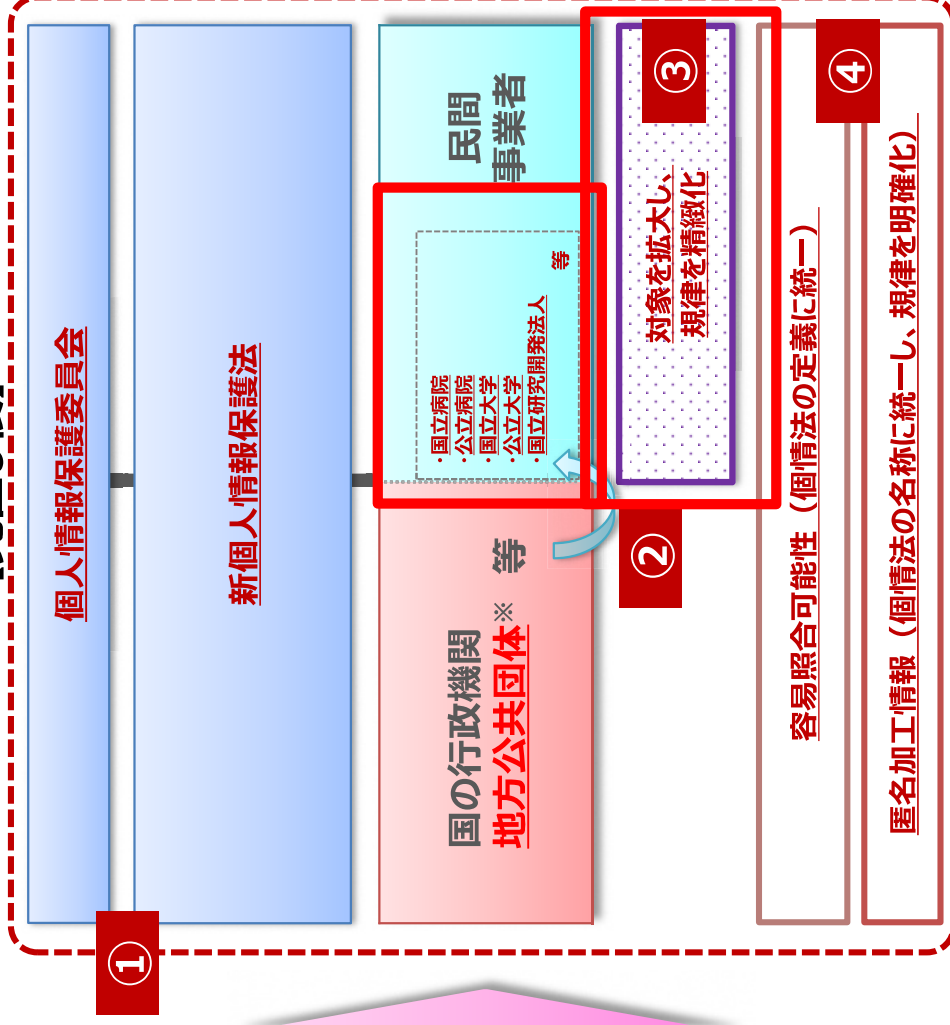 ①
個人情報保護委員会
新個人情報保護法
国の行政機関
地方公共団体※ 等
・国立病院
・公立病院
・国立大学
・公立大学
・国立研究開発法人
等
民間
事業者
②
③
対象を拡大し、
規律を精緻化
④
容易照合可能性（個情法の定義に統一）
匿名加工情報（個情法の名称に統一し、規律を明確化）